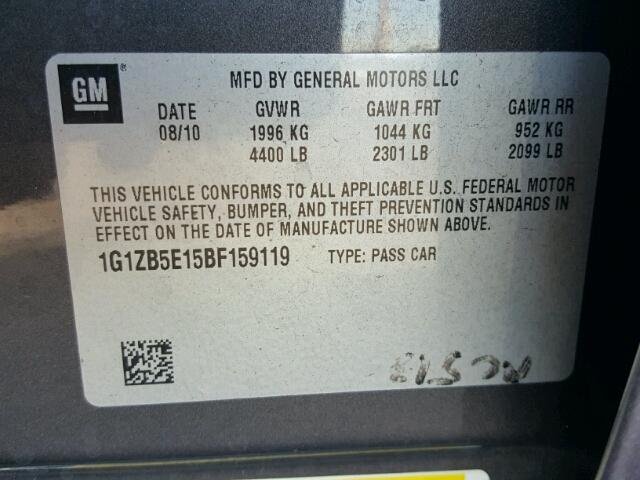 GM ® MFD BY GENERAL MOTORS LLC
DATE GVWR GAWR FRT GAWR RR
08/10 1996 KG 1044 KG 952 KG
4400 LB 2301 LB 2099 LB
THIS VEHICLE CONFORMS TO ALL APPLICABLE U.S. FEDERAL MOTOR
VEHICLE SAFETY, BUMPER, AND THEFT PREVENTION STANDARDS IN
EFFECT ON THE DATE OF MANUFACTURE SHOWN ABOVE.
1G1ZB5E15BF159119 TYPE: PASS CAR